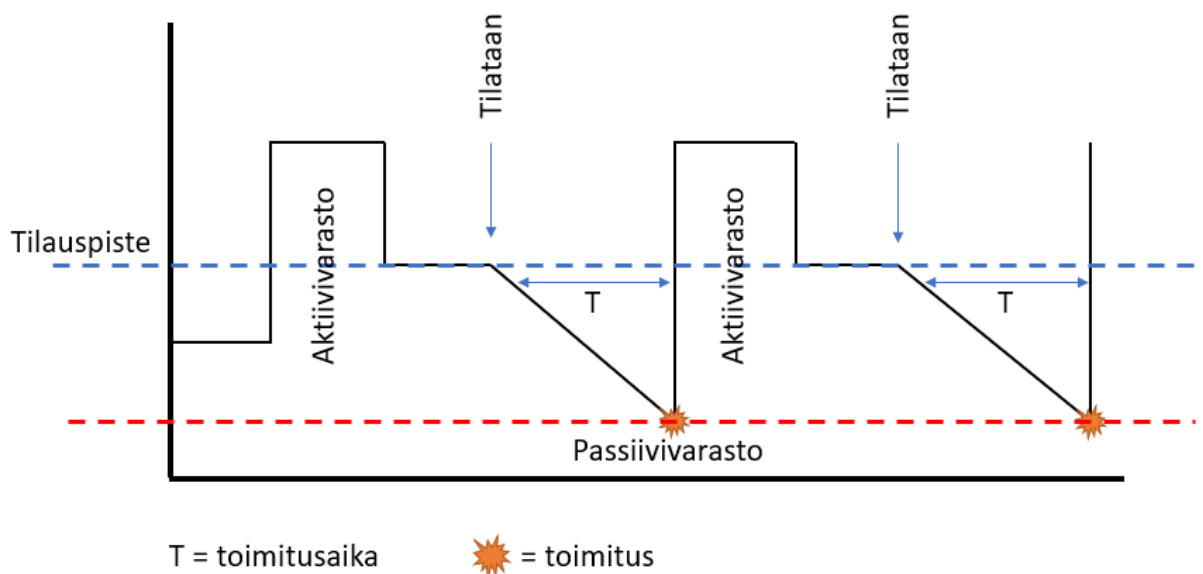 Tilataan
Tilataan
Tilauspiste
Aktiivivarasto
T
Aktiivivarasto
T
Passiivivarasto
T = toimitusaika
= toimitus